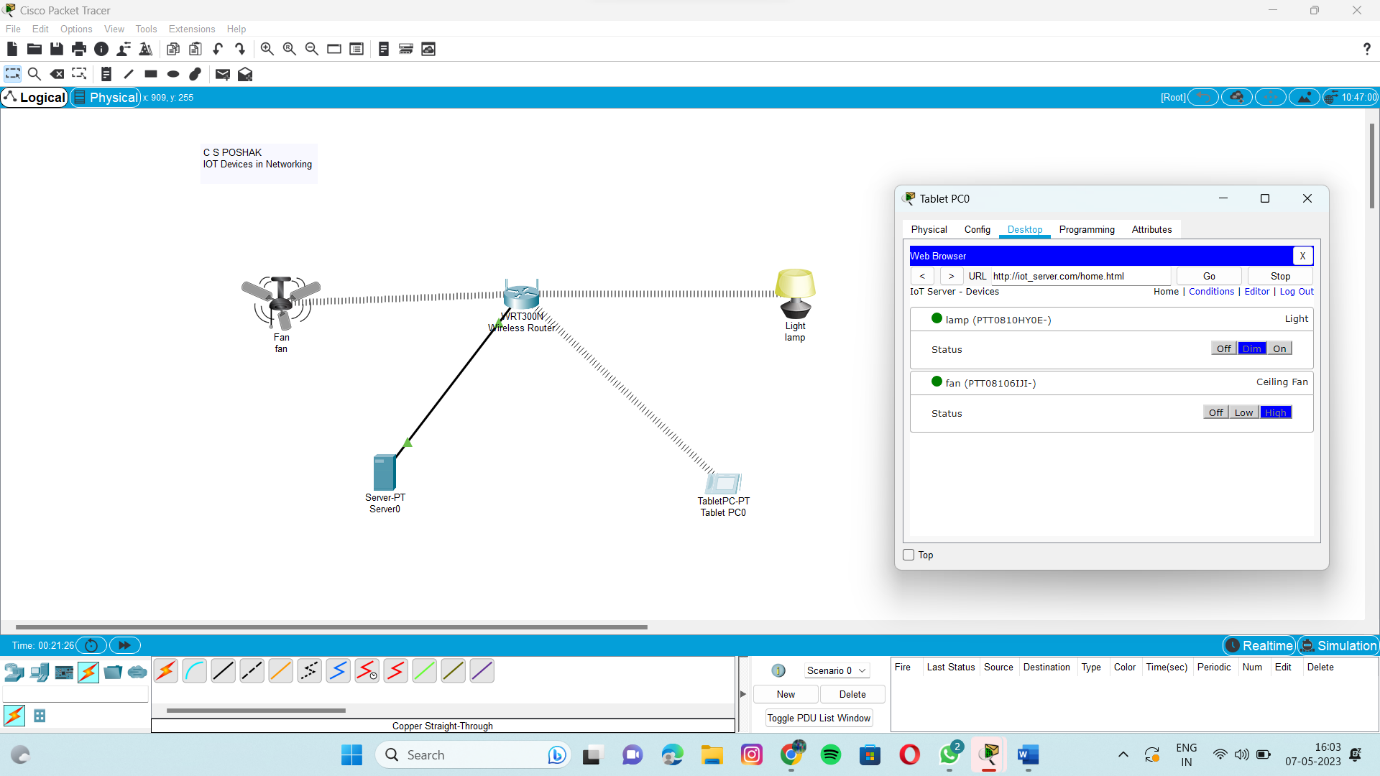 Cisco Packet Tracer
File Edit Options View Tools Extensions Help
?
Logical Physical x: 909, y: 255 [Root] 10:47:00
C S POSHAK
IOT Devices in Networking
Fan
fan
WRT300N
Wireless Router
Light
lamp
Server-PT
Server0
TabletPC-PT
Tablet PC0
Tablet PC0
Physical Config Desktop Programming Attributes
Web Browser X
< > URL http://iot_server.com/home.html Go Stop
IoT Server - Devices Home | Conditions | Editor | Log Out
lamp (PTT0810HY0E-) Light
Status Off Dim On
fan (PTT08106IJI-) Ceiling Fan
Status Off Low High
Top
Time: 00:21:26 Realtime Simulation
Scenario 0
New Delete
Toggle PDU List Window
Fire Last Status Source Destination Type Color Time(sec) Periodic Num Edit Delete
Copper Straight-Through
Search
2
ENG
IN
16:03
07-05-2023